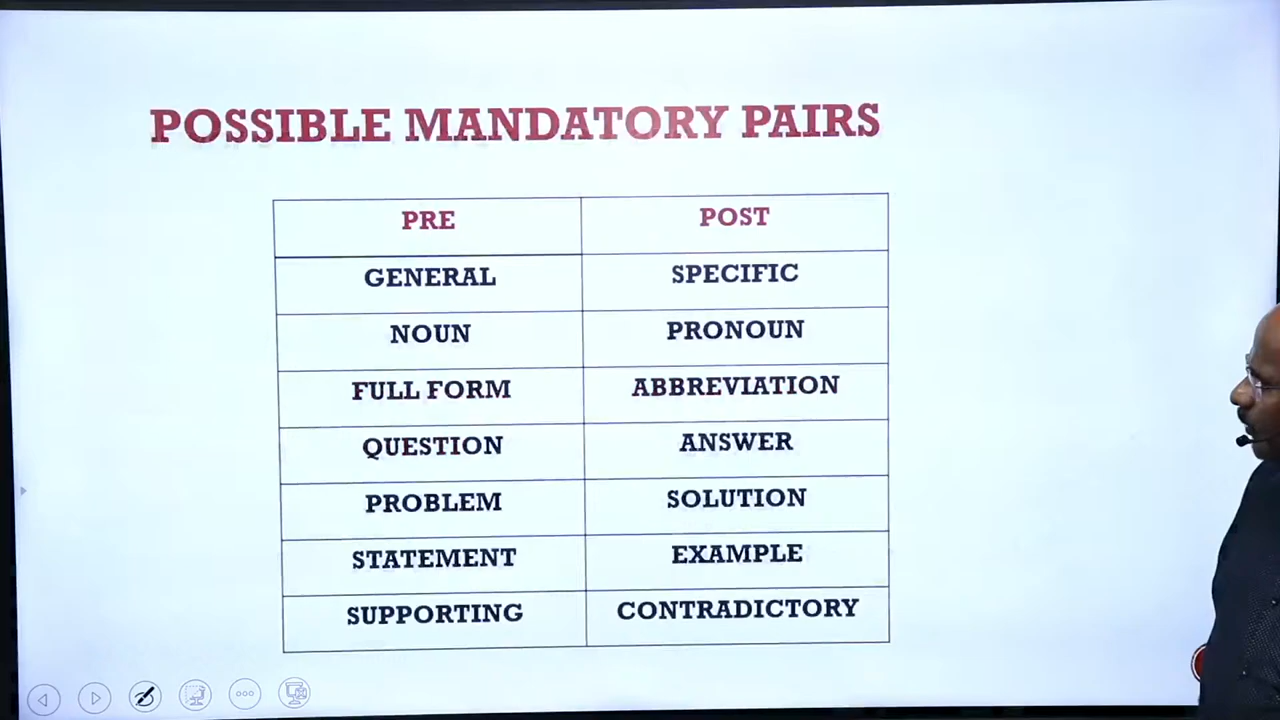 POSSIBLE MANDATORY PAIRS
PRE POST
GENERAL SPECIFIC
NOUN PRONOUN
FULL FORM ABBREVIATION
QUESTION ANSWER
PROBLEM SOLUTION
STATEMENT EXAMPLE
SUPPORTING CONTRADICTORY